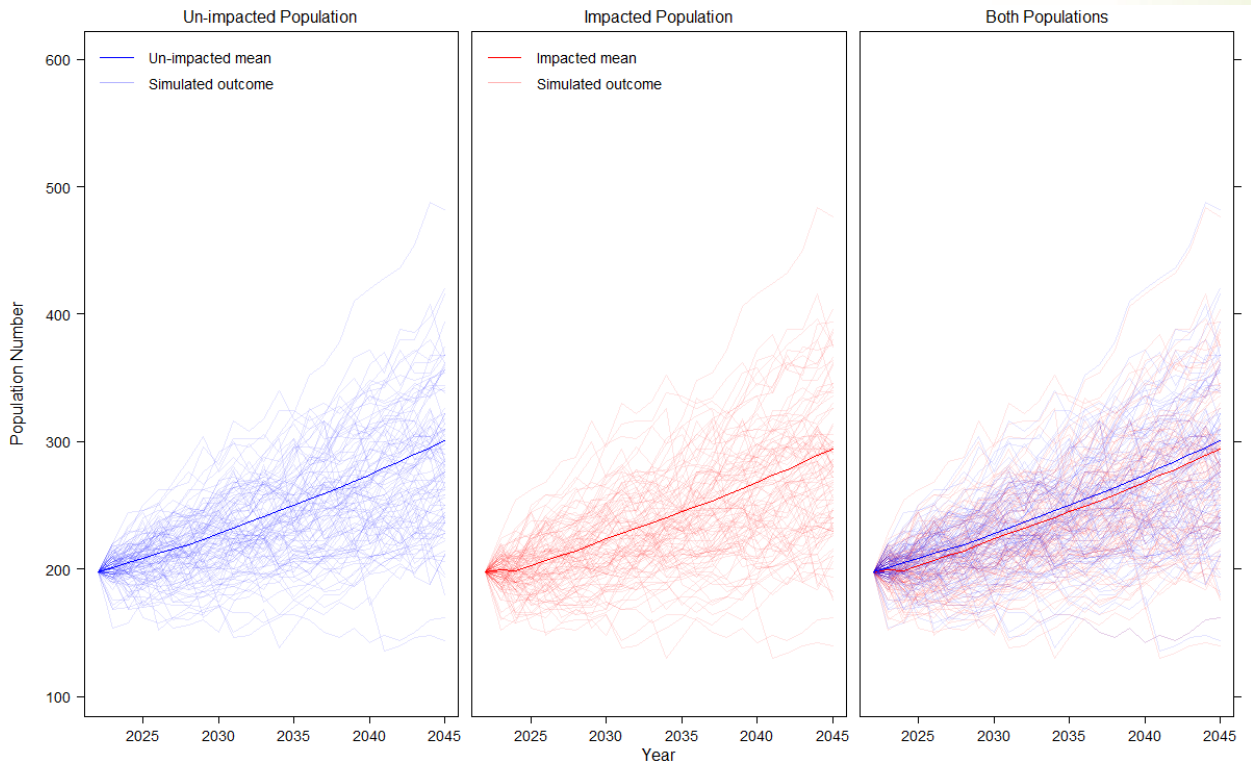 Un-impacted Population
Impacted Population
Both Populations
Un-impacted mean
Simulated outcome
Impacted mean
Simulated outcome
Population Number
600
500
400
300
200
100
2025 2030 2035 2040 2045
2025 2030 2035 2040 2045
2025 2030 2035 2040 2045
Year